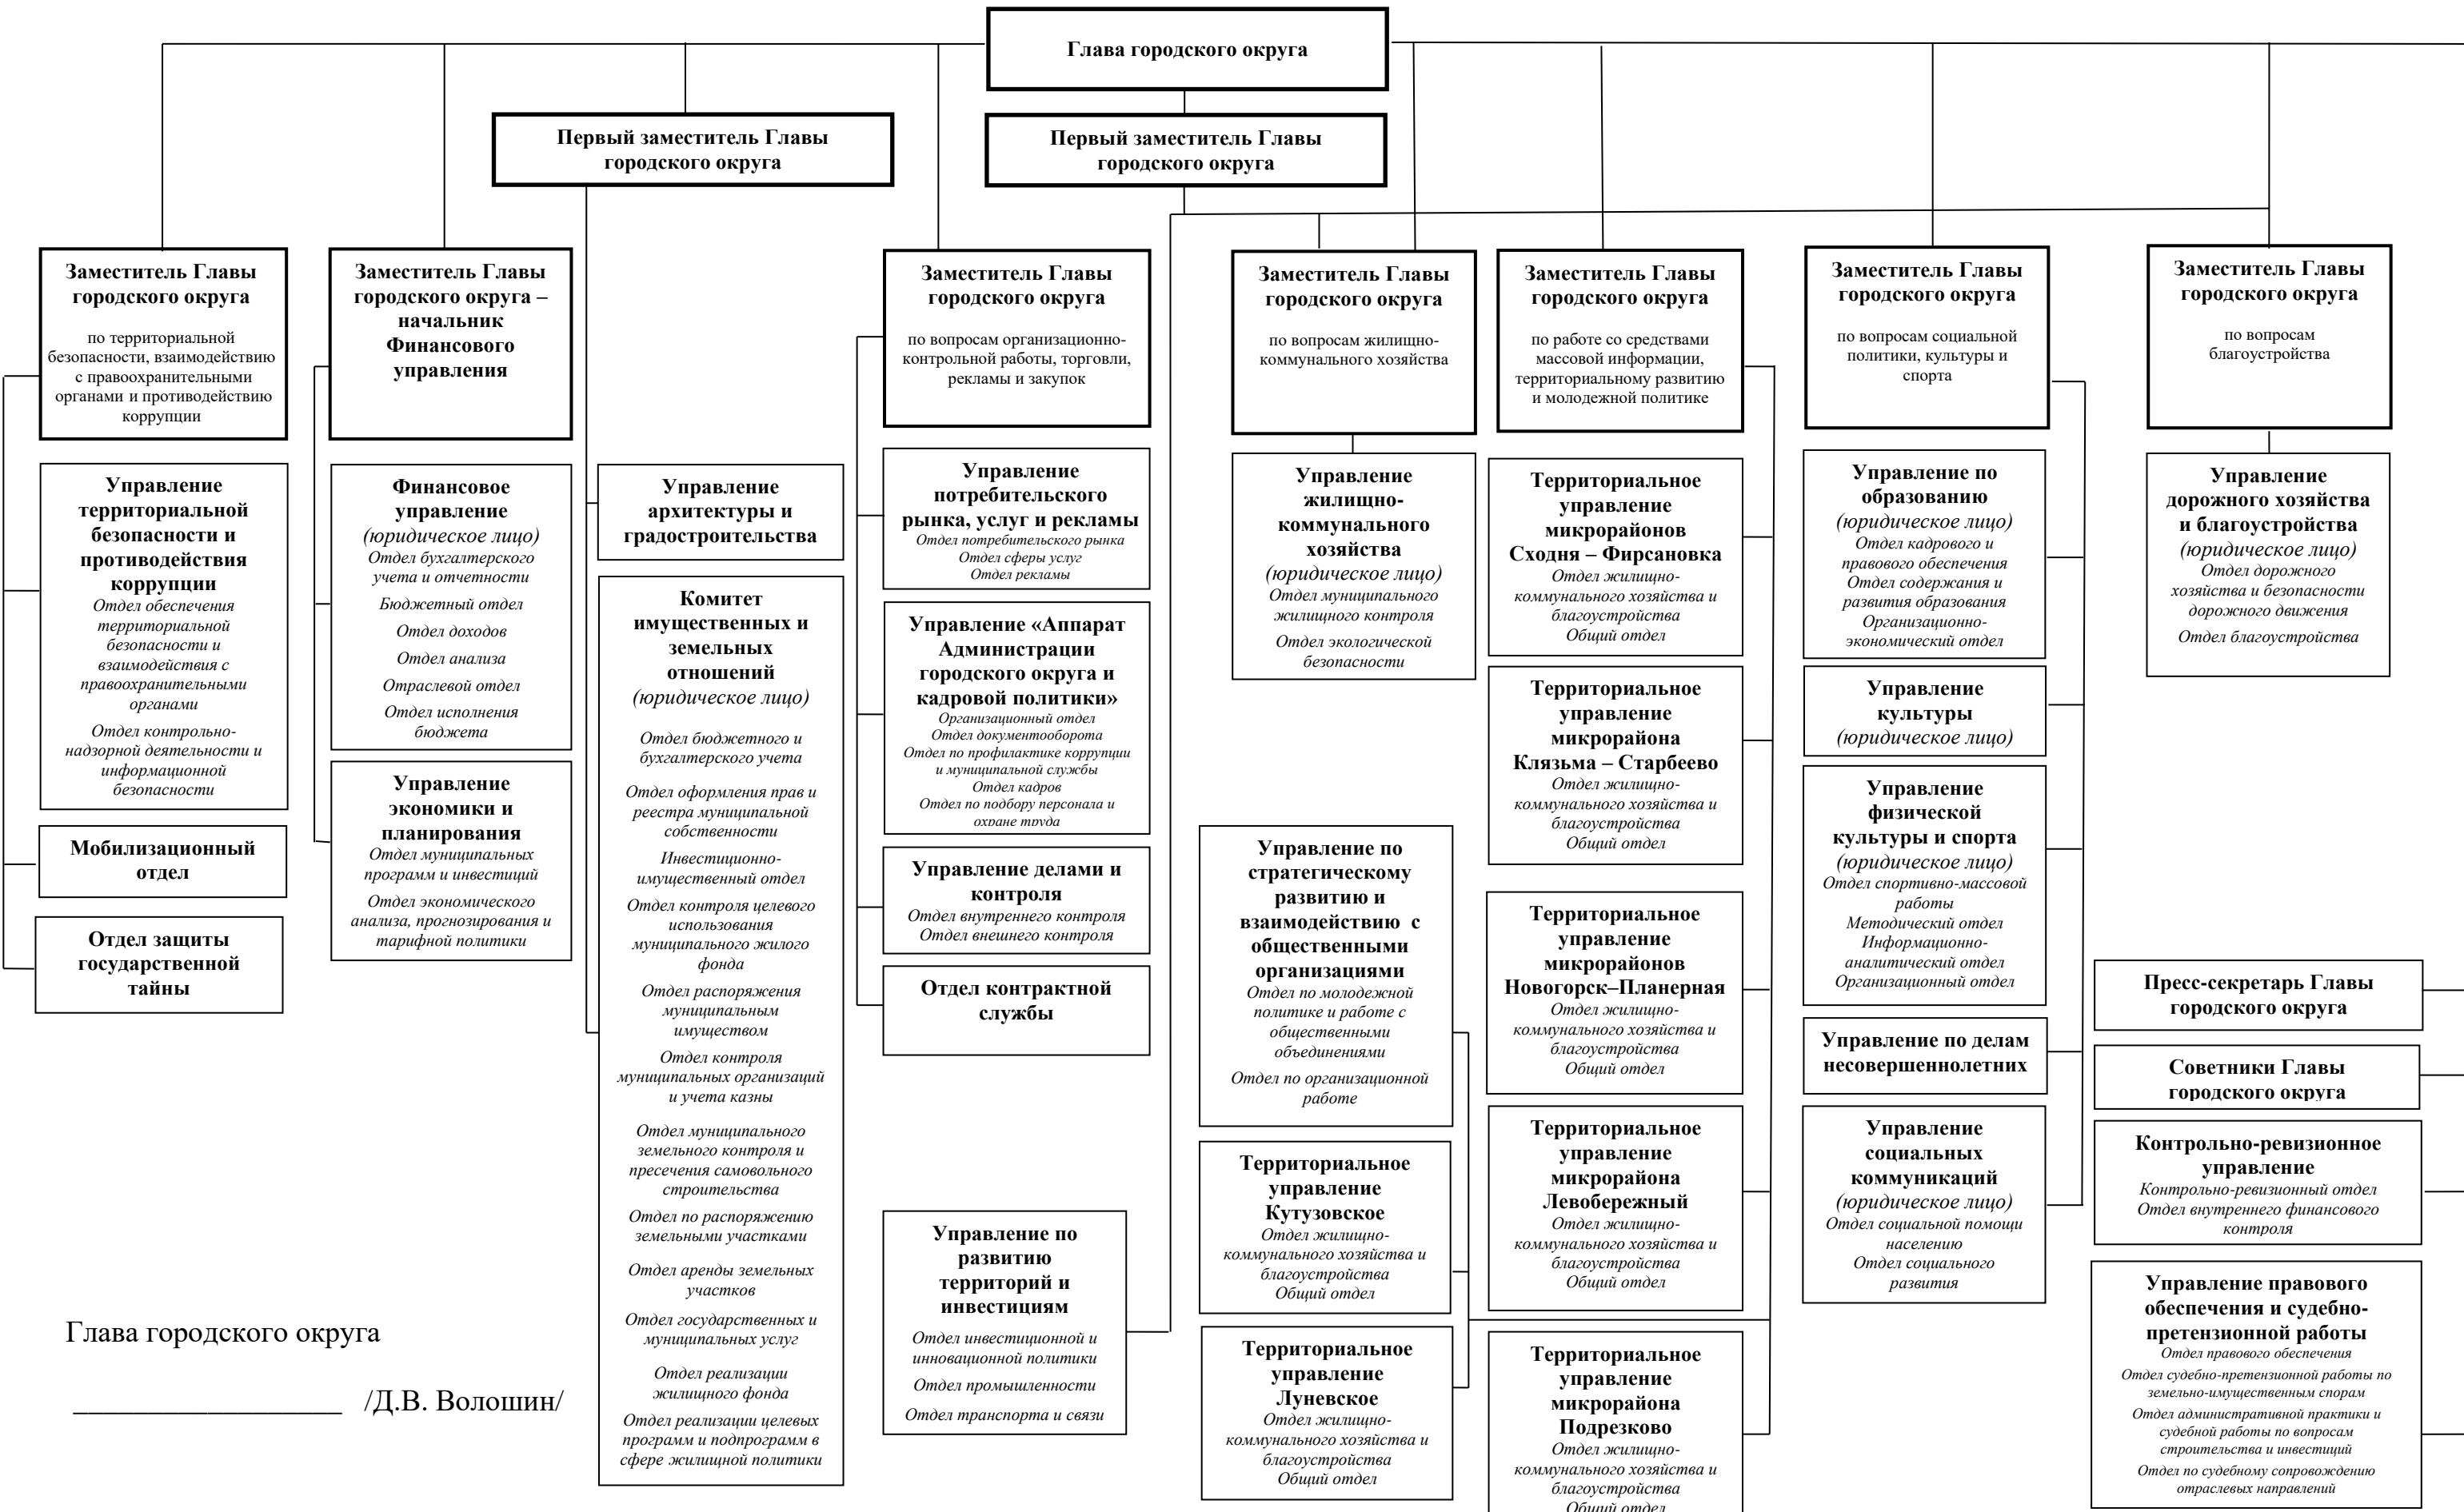 Глава городского округа
Первый заместитель Главы
городского округа
Первый заместитель Главы
городского округа
Заместитель Главы
городского округа
по территориальной
безопасности, взаимодействию
с правоохранительными
органами и противодействию
коррупции
Заместитель Главы
городского округа –
начальник
Финансового
управления
Заместитель Главы
городского округа
по вопросам организационно-
контрольной работы, торговли,
рекламы и закупок
Заместитель Главы
городского округа
по вопросам жилищно-
коммунального хозяйства
Заместитель Главы
городского округа
по работе со средствами
массовой информации,
территориальному развитию
и молодежной политике
Заместитель Главы
городского округа
по вопросам социальной
политики, культуры и
спорта
Заместитель Главы
городского округа
по вопросам
благоустройства
Управление
территориальной
безопасности и
противодействия
коррупции
Отдел обеспечения
территориальной
безопасности и
взаимодействия с
правоохранительными
органами
Отдел контрольно-
надзорной деятельности и
информационной
безопасности
Мобилизационный
отдел
Отдел защиты
государственной
тайны
Финансовое
управление
(юридическое лицо)
Отдел бухгалтерского
учета и отчетности
Бюджетный отдел
Отдел доходов
Отдел анализа
Отраслевой отдел
Отдел исполнения
бюджета
Управление
экономики и
планирования
Отдел муниципальных
программ и инвестиций
Отдел экономического
анализа, прогнозирования и
тарифной политики
Управление
архитектуры и
градостроительства
Комитет
имущественных и
земельных
отношений
(юридическое лицо)
Отдел бюджетного и
бухгалтерского учета
Отдел оформления прав и
реестра муниципальной
собственности
Инвестиционно-
имущественный отдел
Отдел контроля целевого
использования
муниципального жилого
фонда
Отдел распоряжения
муниципальным
имуществом
Отдел контроля
муниципальных организаций
и учета казны
Отдел муниципального
земельного контроля и
пресечения самовольного
строительства
Отдел по распоряжению
земельными участками
Отдел аренды земельных
участков
Отдел государственных и
муниципальных услуг
Отдел реализации
жилищного фонда
Отдел реализации целевых
программ и подпрограмм в
сфере жилищной политики
Управление
потребительского
рынка, услуг и рекламы
Отдел потребительского рынка
Отдел сферы услуг
Отдел рекламы
Управление «Аппарат
Администрации
городского округа и
кадровой политики»
Организационный отдел
Отдел документооборота
Отдел по профилактике коррупции
и муниципальной службы
Отдел кадров
Отдел по подбору персонала и
охране труда
Управление делами и
контроля
Отдел внутреннего контроля
Отдел внешнего контроля
Отдел контрактной
службы
Управление по
развитию
территорий и
инвестициям
Отдел инвестиционной и
инновационной политики
Отдел промышленности
Отдел транспорта и связи
Управление
жилищно-
коммунального
хозяйства
(юридическое лицо)
Отдел муниципального
жилищного контроля
Отдел экологической
безопасности
Управление по
стратегическому
развитию и
взаимодействию с
общественными
организациями
Отдел по молодежной
политике и работе с
общественными
объединениями
Отдел по организационной
работе
Территориальное
управление
Кутузовское
Отдел жилищно-
коммунального хозяйства и
благоустройства
Общий отдел
Территориальное
управление
Луневское
Отдел жилищно-
коммунального хозяйства и
благоустройства
Общий отдел
Территориальное
управление
микрорайонов
Сходня – Фирсановка
Отдел жилищно-
коммунального хозяйства и
благоустройства
Общий отдел
Территориальное
управление
микрорайона
Клязьма – Старбеево
Отдел жилищно-
коммунального хозяйства и
благоустройства
Общий отдел
Территориальное
управление
микрорайонов
Новогорск–Планерная
Отдел жилищно-
коммунального хозяйства и
благоустройства
Общий отдел
Территориальное
управление
микрорайона
Левобережный
Отдел жилищно-
коммунального хозяйства и
благоустройства
Общий отдел
Территориальное
управление
микрорайона
Подрезково
Отдел жилищно-
коммунального хозяйства и
благоустройства
Общий отдел
Управление по
образованию
(юридическое лицо)
Отдел кадрового и
правового обеспечения
Отдел содержания и
развития образования
Организационно-
экономический отдел
Управление
культуры
(юридическое лицо)
Управление
физической
культуры и спорта
(юридическое лицо)
Отдел спортивно-массовой
работы
Методический отдел
Информационно-
аналитический отдел
Организационный отдел
Управление по делам
несовершеннолетних
Управление
социальных
коммуникаций
(юридическое лицо)
Отдел социальной помощи
населению
Отдел социального
развития
Управление
дорожного хозяйства
и благоустройства
(юридическое лицо)
Отдел дорожного
хозяйства и безопасности
дорожного движения
Отдел благоустройства
Пресс-секретарь Главы
городского округа
Советники Главы
городского округа
Контрольно-ревизионное
управление
Контрольно-ревизионный отдел
Отдел внутреннего финансового
контроля
Управление правового
обеспечения и судебно-
претензионной работы
Отдел правового обеспечения
Отдел судебно-претензионной работы по
земельно-имущественным спорам
Отдел административной практики и
судебной работы по вопросам
строительства и инвестиций
Отдел по судебному сопровождению
отраслевых направлений
Глава городского округа
__________________ /Д.В. Волошин/